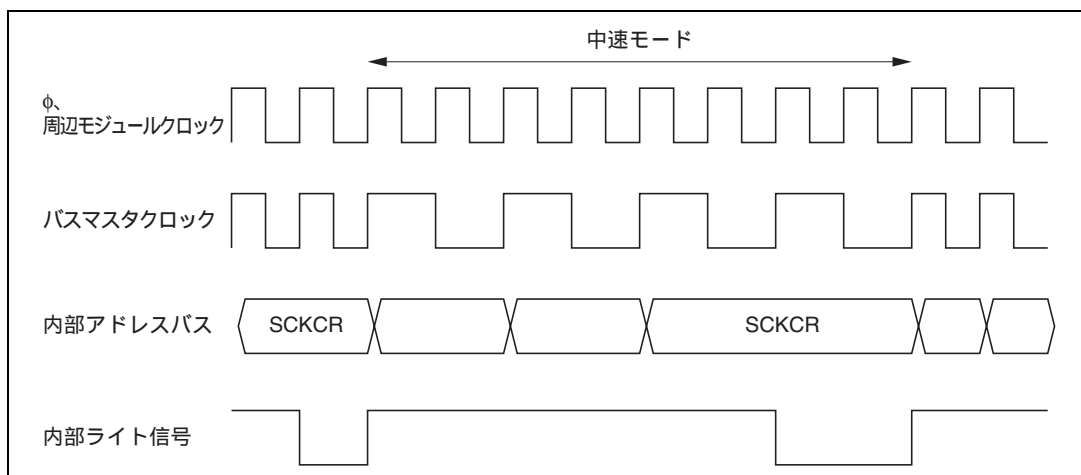 中速モード
φ、
周辺モジュールクロック
バスマスタクロック
内部アドレスバス
SCKCR
SCKCR
内部ライト信号